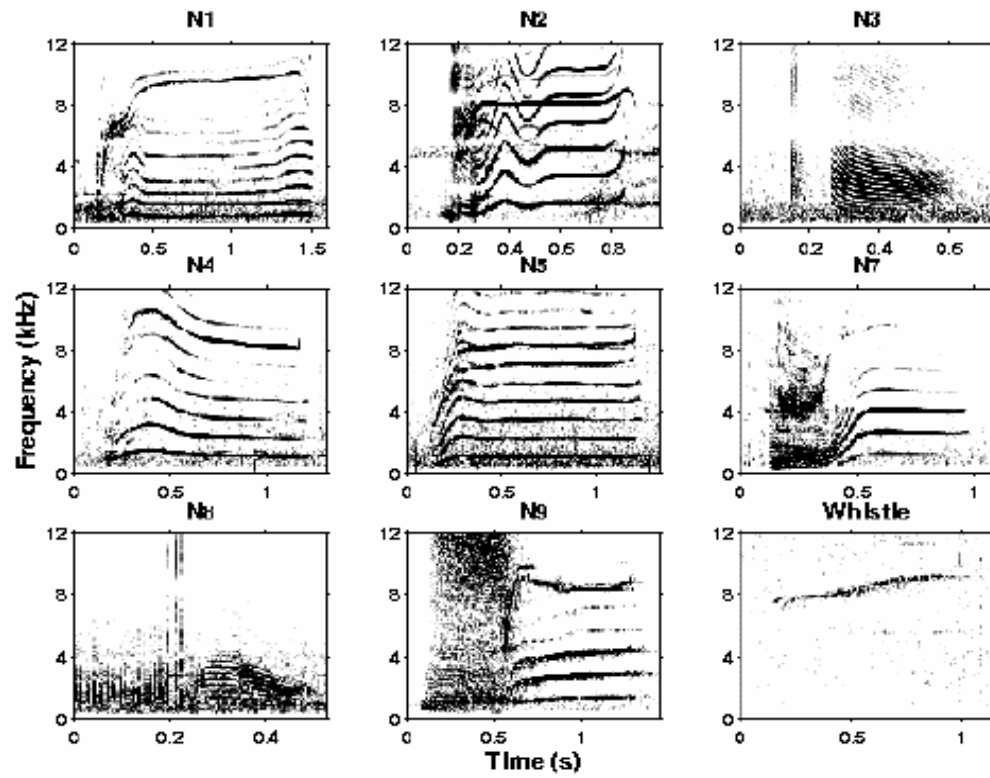 N1 N2 N3
12 12 12
8 8 8
4 4 4
0 0 0
0 0.5 1 1.5 0 0.2 0.4 0.6 0.8 0 0.2 0.4 0.6
N4 N5 N7
12 12 12
8 8 8
4 4 4
0 0 0
0 0.5 1 0 0.5 1 0 0.5 1
N8 N9 Whistle
12 12 12
8 8 8
4 4 4
0 0 0
0 0.2 0.4 0 0.5 1 0 0.5 1
Frequency (kHz)
Time (s)